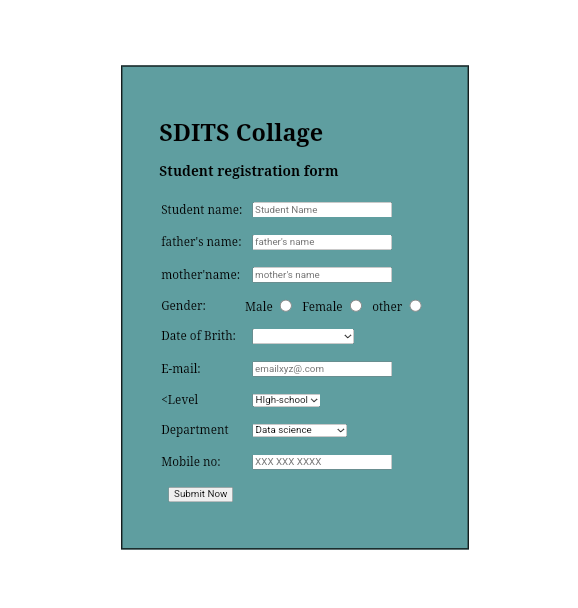 SDITS Collage
Student registration form
Student name: Student Name
father's name: father's name
mother'name: mother's name
Gender: Male Female other
Date of Brith:
E-mail: emailxyz@.com
<Level HIgh-school
Department Data science
Mobile no: XXX XXX XXXX
Submit Now